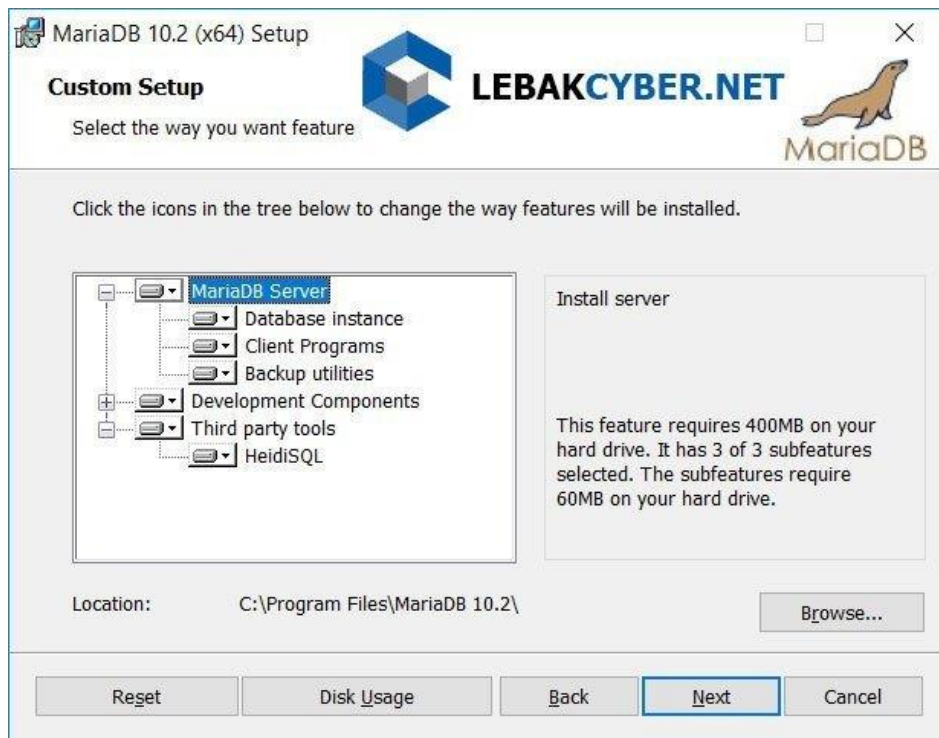 MariaDB 10.2 (x64) Setup
Custom Setup
Select the way you want feature
LEBAKCYBER.NET
MariaDB
Click the icons in the tree below to change the way features will be installed.
MariaDB Server
Database instance
Client Programs
Backup utilities
Development Components
Third party tools
HeidiSQL
Install server
This feature requires 400MB on your
hard drive. It has 3 of 3 subfeatures
selected. The subfeatures require
60MB on your hard drive.
Location: C:\Program Files\MariaDB 10.2\
Browse...
Reset Disk Usage Back Next Cancel